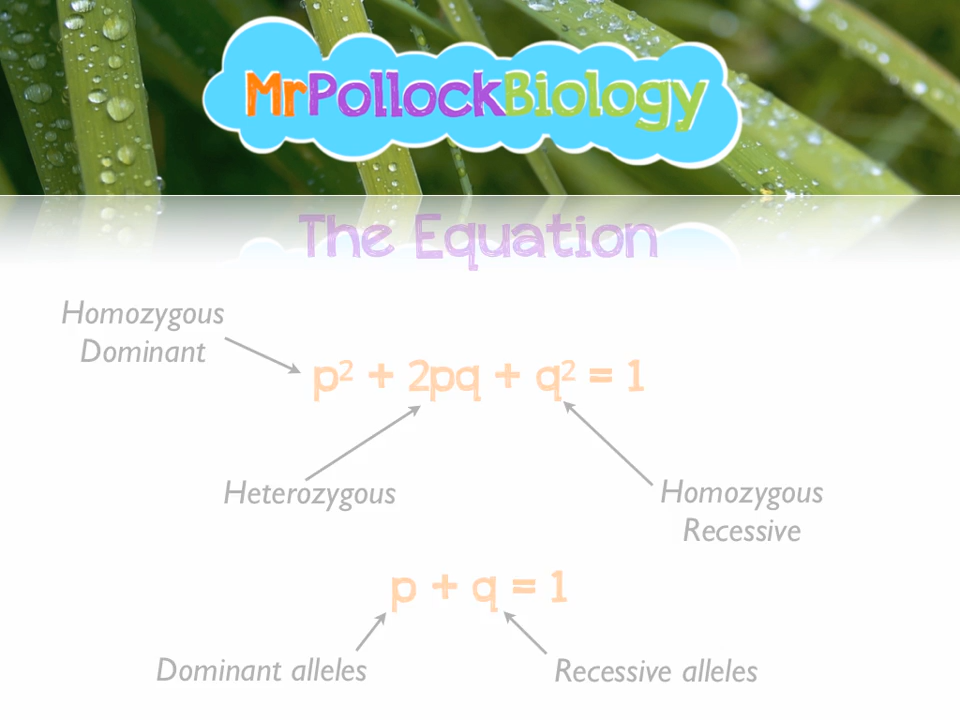 MrPollockBiology
The Equation
Homozygous
Dominant
p² + 2pq + q² = 1
Heterozygous
Homozygous
Recessive
p + q = 1
Dominant alleles
Recessive alleles